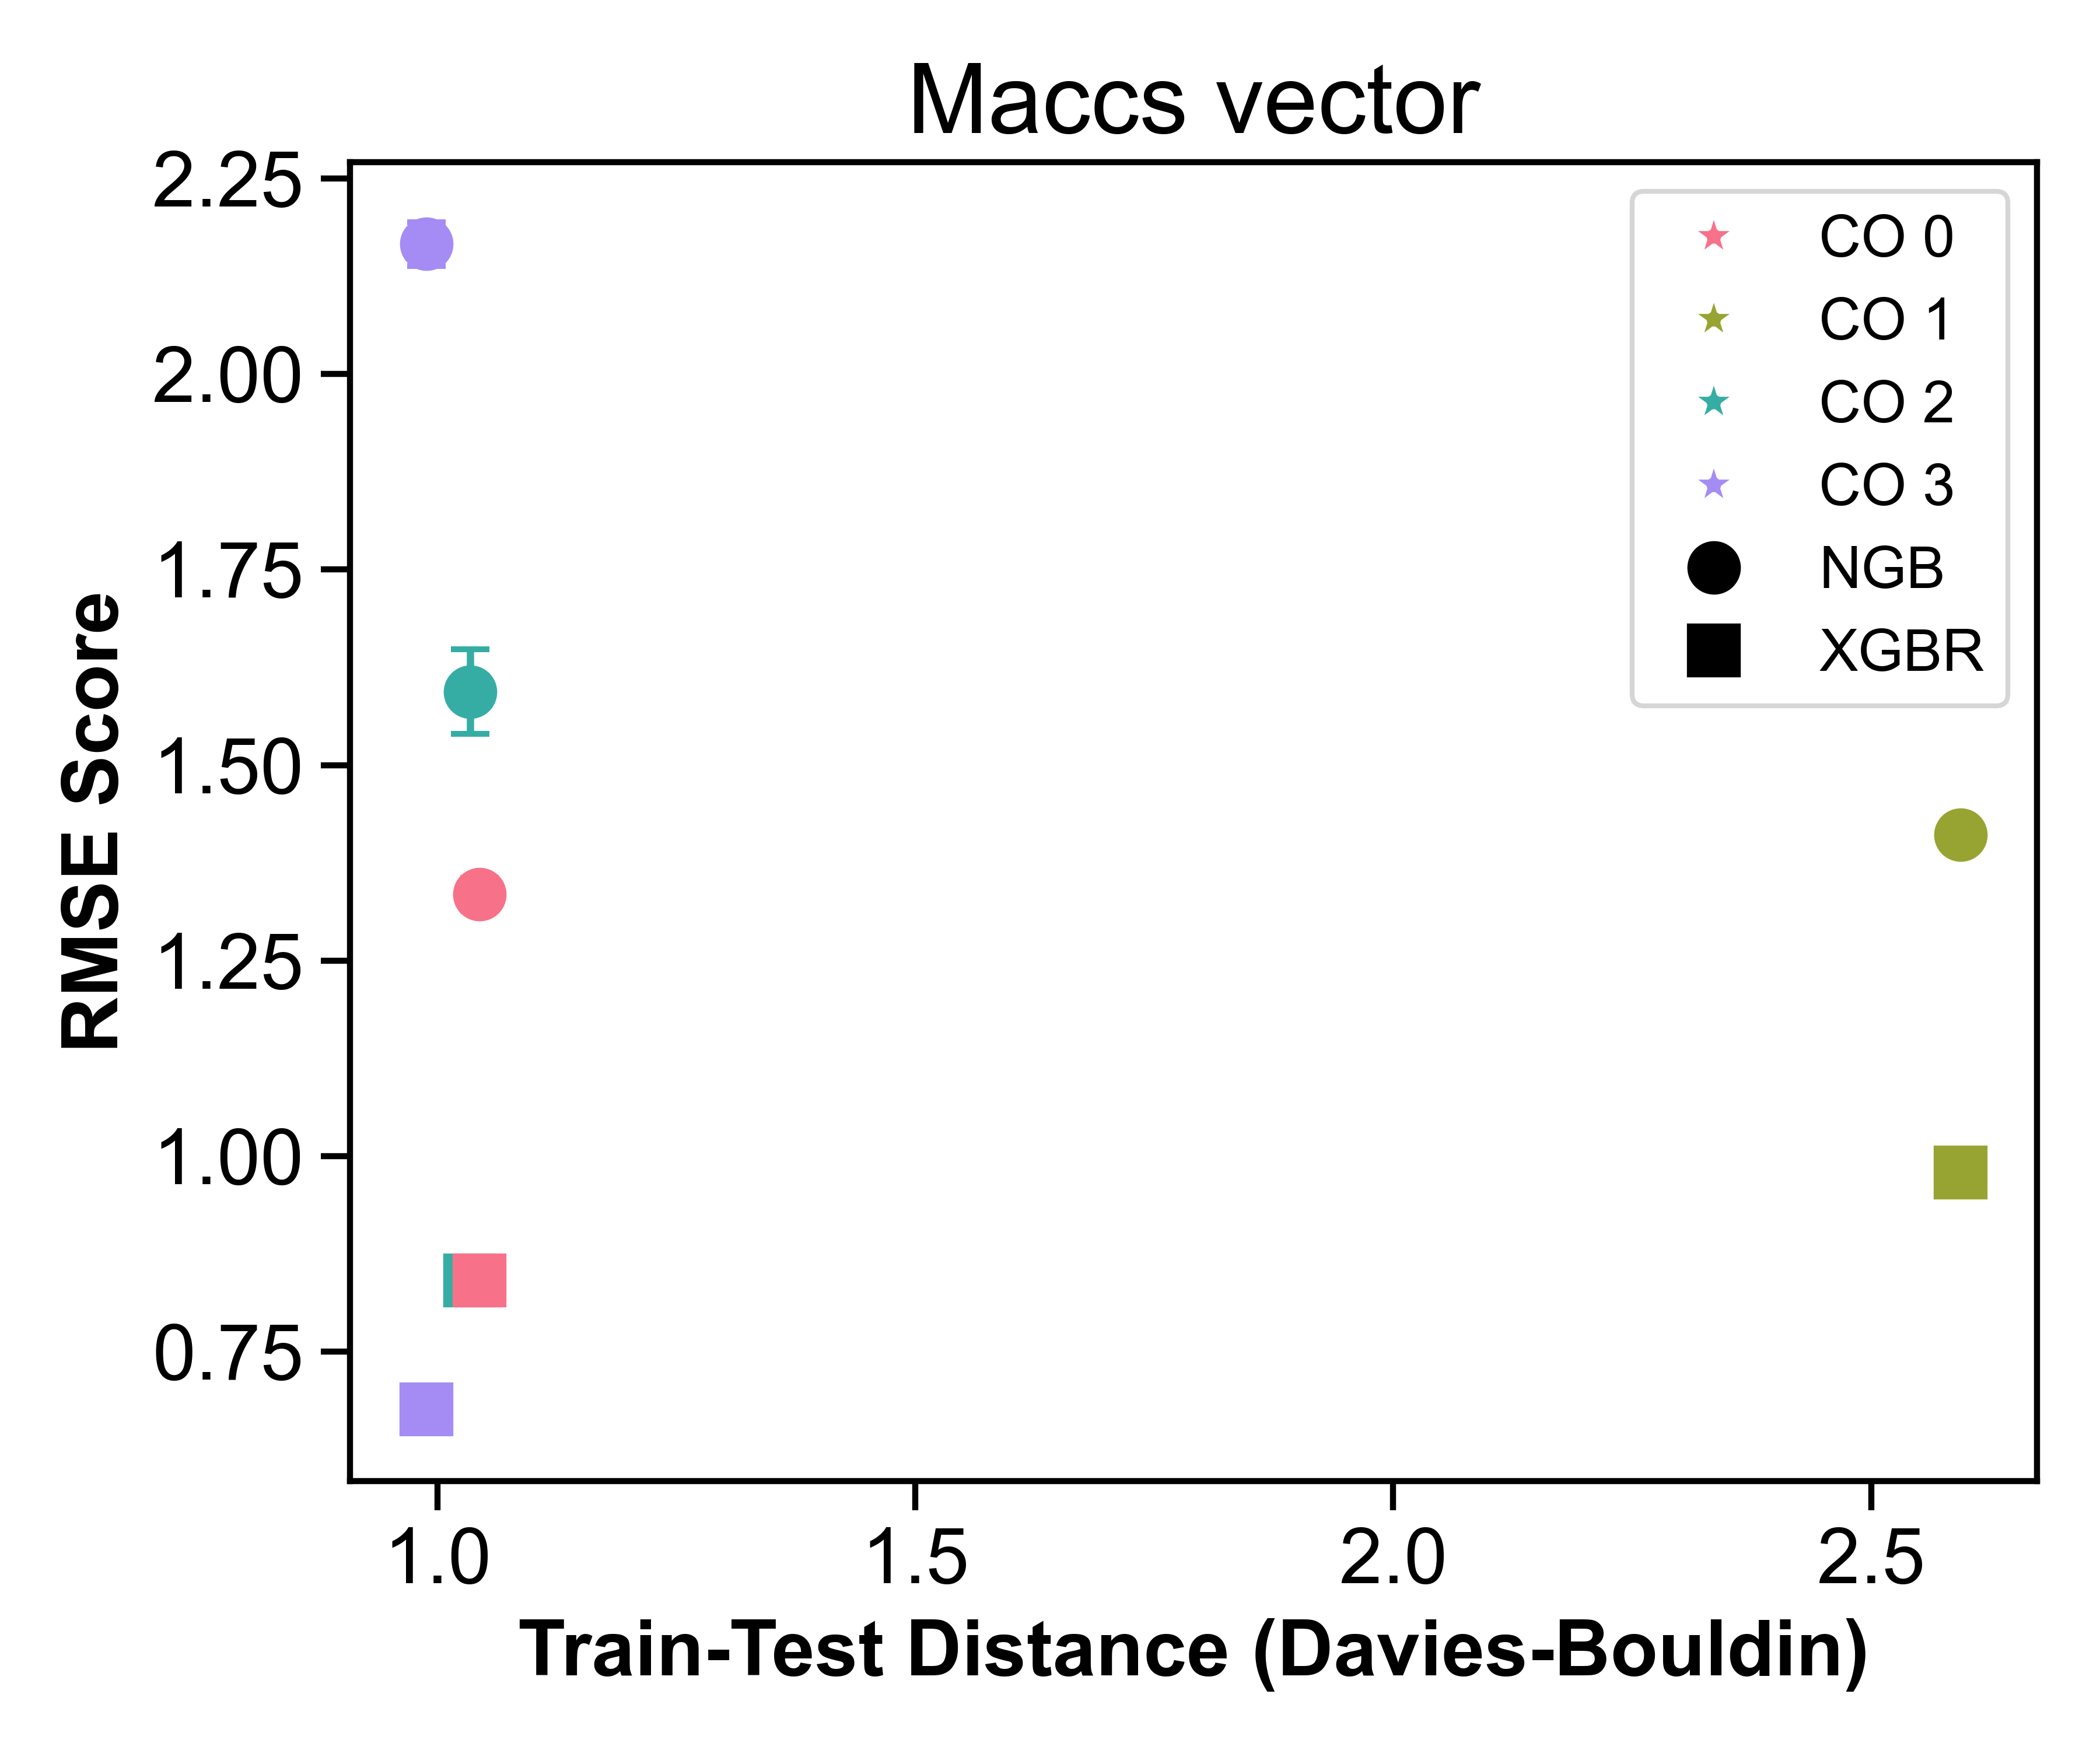 Maccs vector
2.25
2.00
1.75
1.50
1.25
1.00
0.75
RMSE Score
CO 0
CO 1
CO 2
CO 3
NGB
XGBR
1.0 1.5 2.0 2.5
Train-Test Distance (Davies-Bouldin)